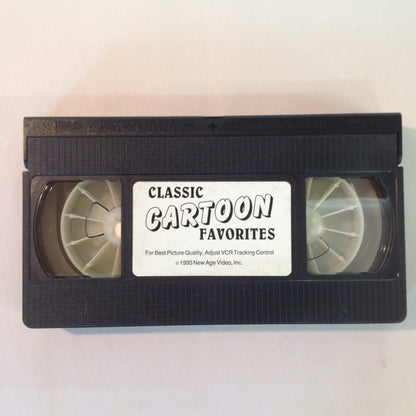 CLASSIC
CARTOON
FAVORITES
For Best Picture Quality, Adjust VCR Tracking Control
© 1990 New Age Video, Inc.